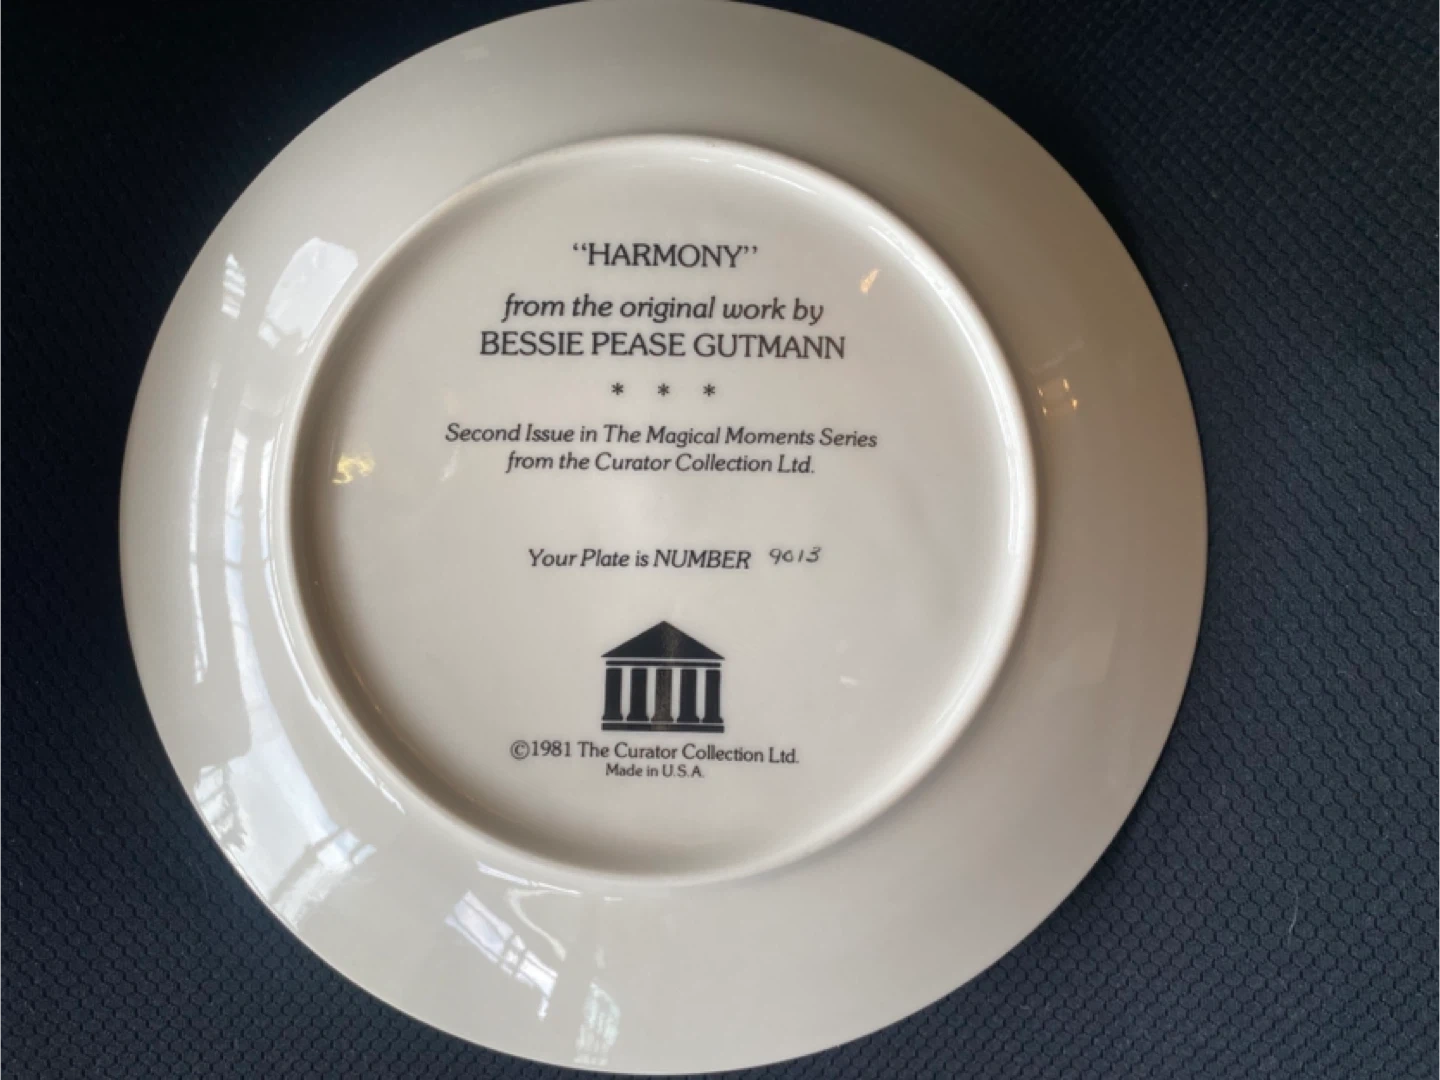 “HARMONY”
from the original work by
BESSIE PEASE GUTMANN
* * *
Second Issue in The Magical Moments Series
from the Curator Collection Ltd.
Your Plate is NUMBER 9013
©1981 The Curator Collection Ltd.
Made in U.S.A.